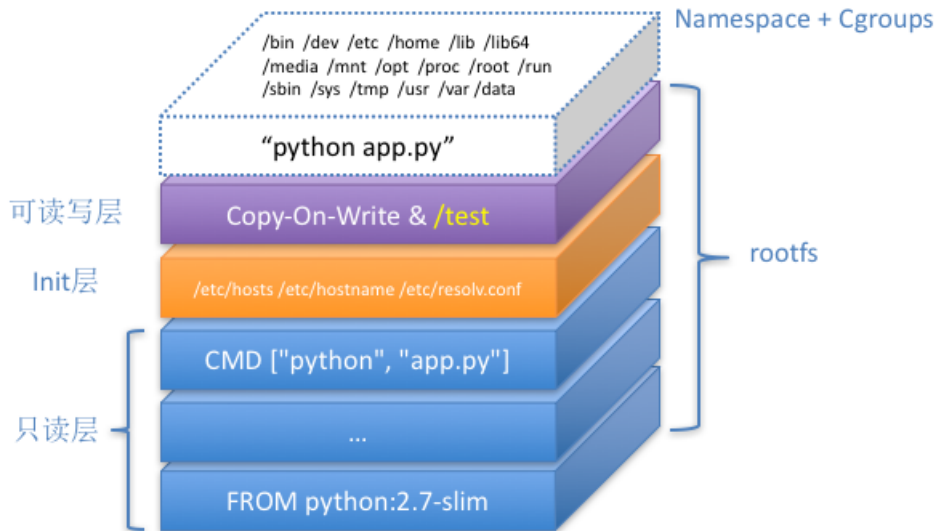 Namespace + Cgroups
/bin /dev /etc /home /lib /lib64
/media /mnt /opt /proc /root /run
/sbin /sys /tmp /usr /var /data
“python app.py”
可读写层
Copy-On-Write & /test
rootfs
Init层
/etc/hosts /etc/hostname /etc/resolv.conf
CMD ["python", "app.py"]
只读层
...
FROM python:2.7-slim